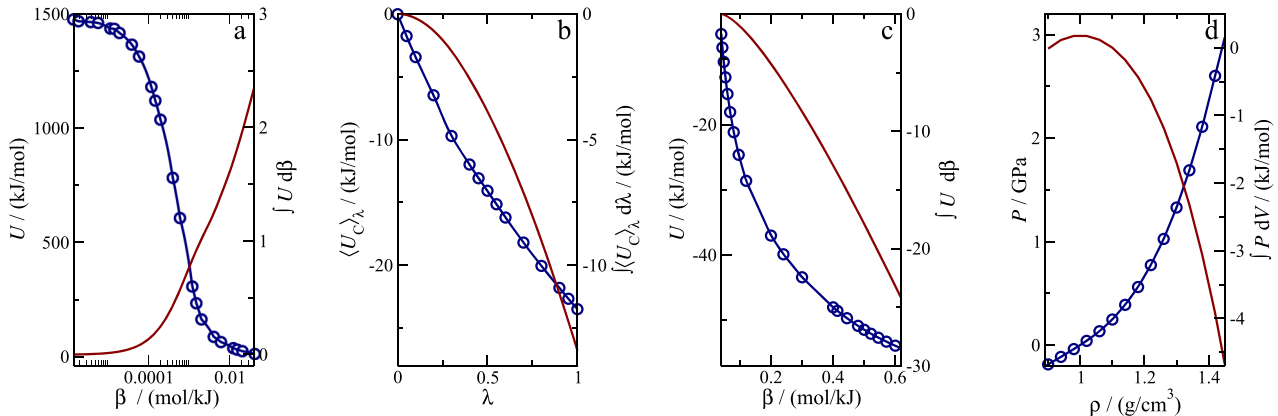 a
1500
1000
500
0
U / (kJ/mol)
3
2
1
0
∫ U dβ
0.0001
0.01
β / (mol/kJ)
b
0
-10
-20
⟨U_C⟩_λ / (kJ/mol)
0
-5
-10
∫⟨U_C⟩_λ dλ / (kJ/mol)
0
0.5
1
λ
c
-20
-40
U / (kJ/mol)
0
-10
-20
-30
∫ U dβ
0.2
0.4
0.6
β / (mol/kJ)
d
3
2
1
0
P / GPa
0
-1
-2
-3
-4
∫ P dV / (kJ/mol)
1
1.2
1.4
ρ / (g/cm³)